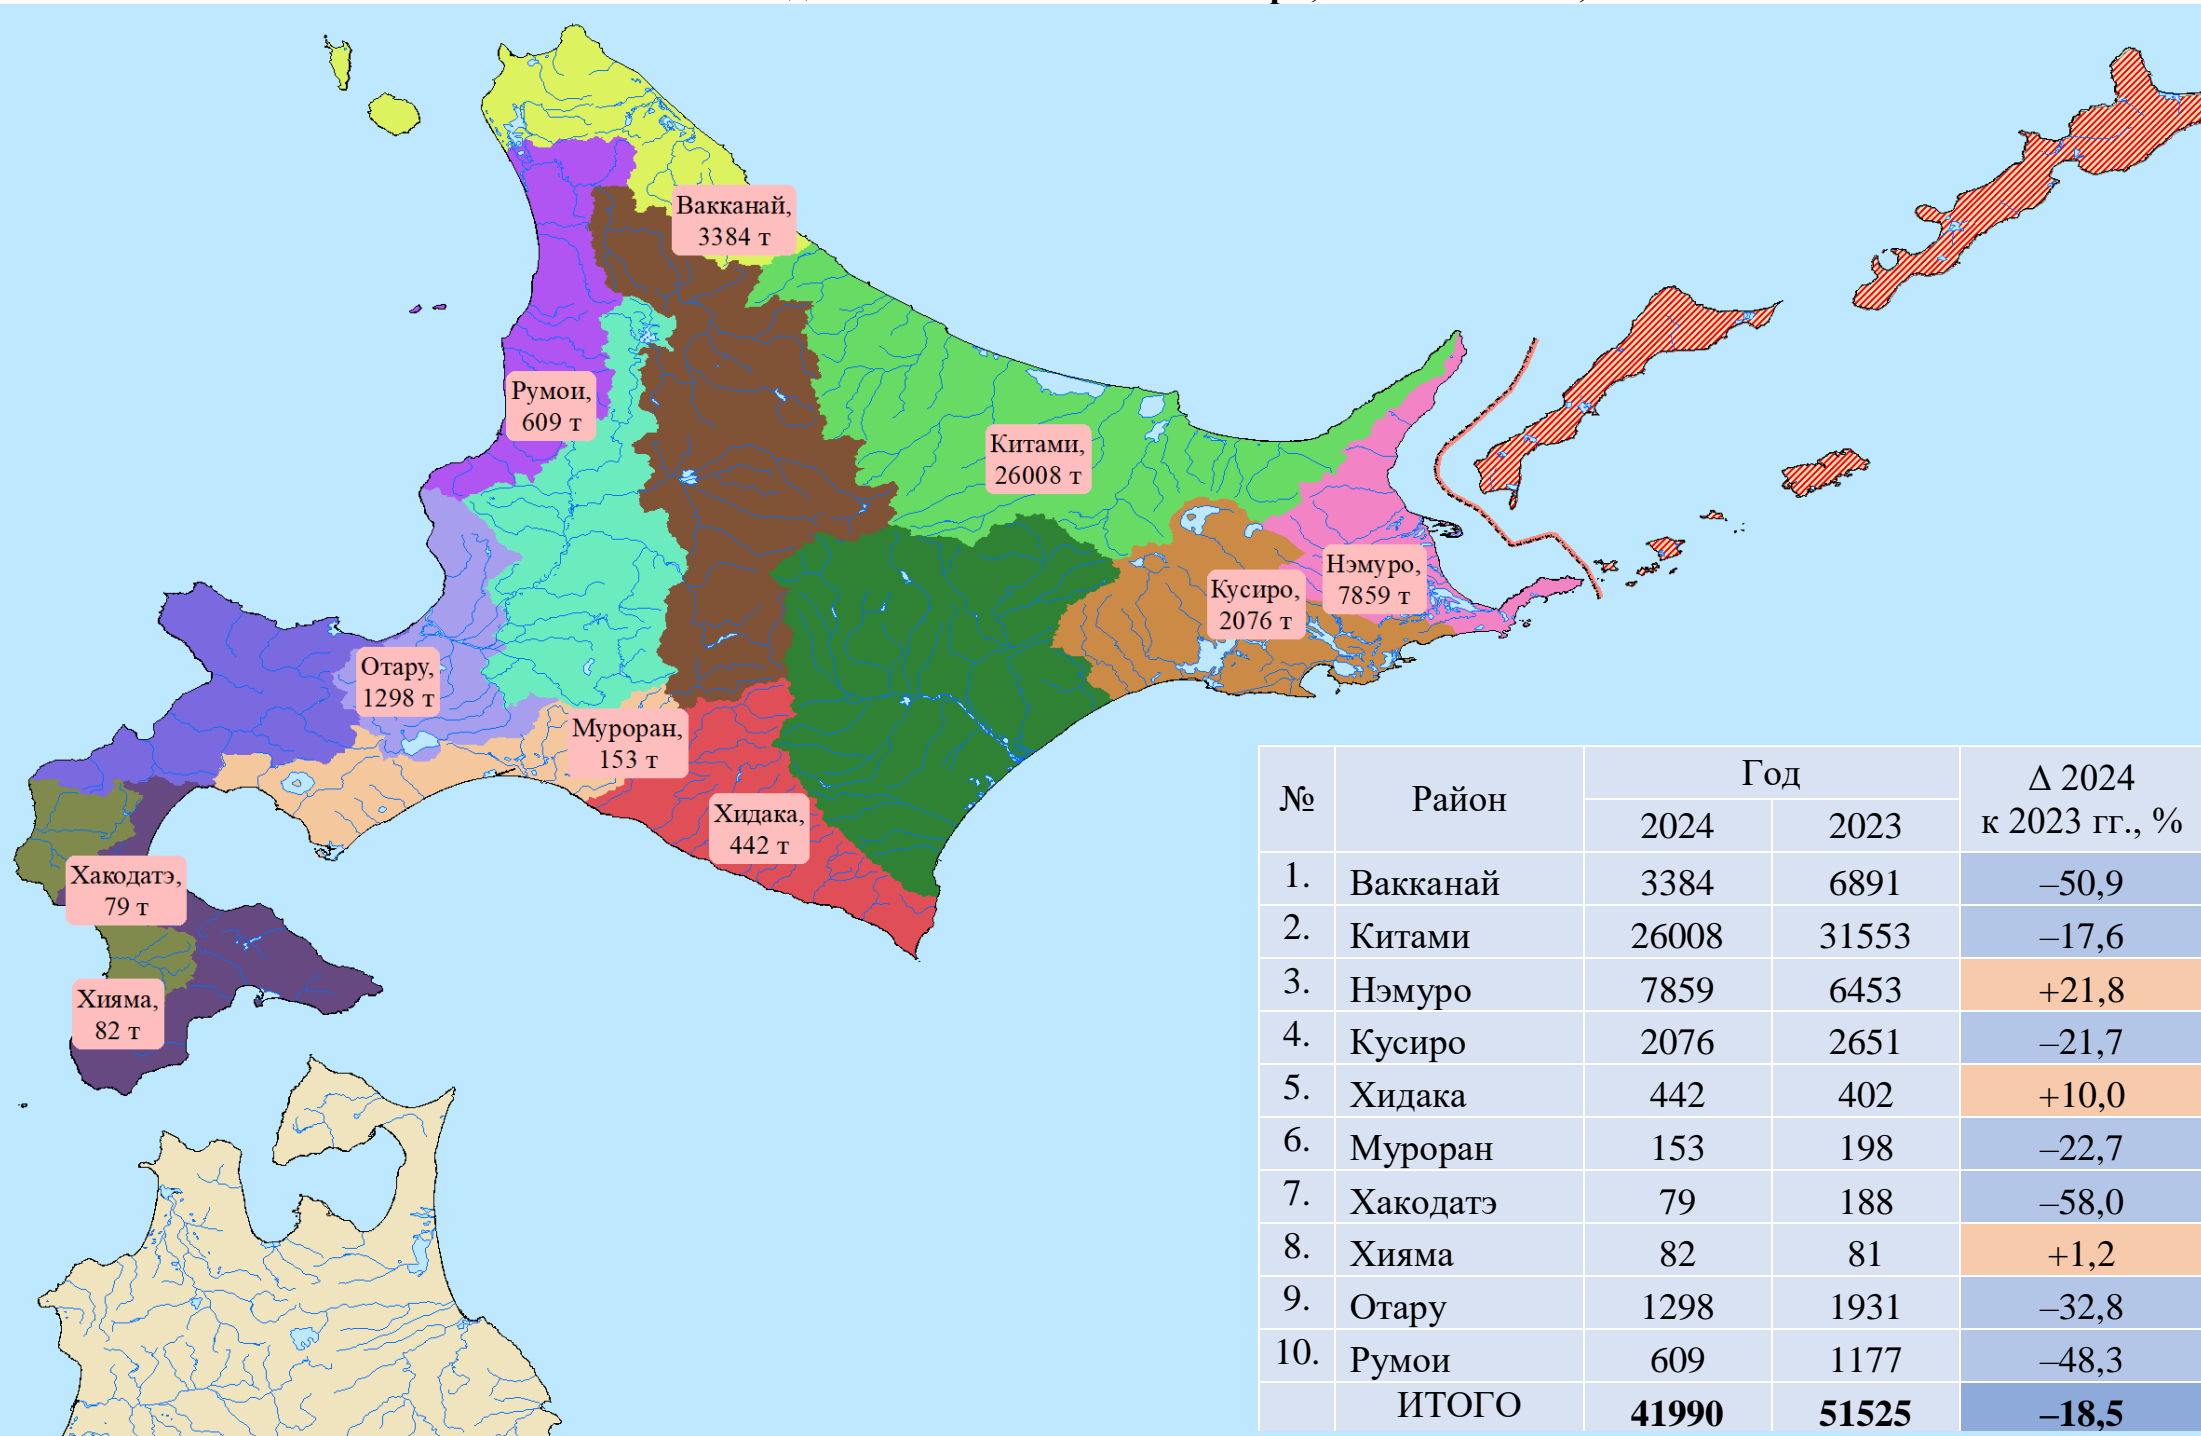 Вакканай,
3384 т
Румои,
609 т
Китами,
26008 т
Нэмуро,
7859 т
Кусиро,
2076 т
Отару,
1298 т
Муроран,
153 т
Хидака,
442 т
Хакодатэ,
79 т
Хияма,
82 т
№ Район Год Δ 2024
к 2023 гг., %
2024 2023
1. Вакканай 3384 6891 –50,9
2. Китами 26008 31553 –17,6
3. Нэмуро 7859 6453 +21,8
4. Кусиро 2076 2651 –21,7
5. Хидака 442 402 +10,0
6. Муроран 153 198 –22,7
7. Хакодатэ 79 188 –58,0
8. Хияма 82 81 +1,2
9. Отару 1298 1931 –32,8
10. Румои 609 1177 –48,3
ИТОГО 41990 51525 –18,5